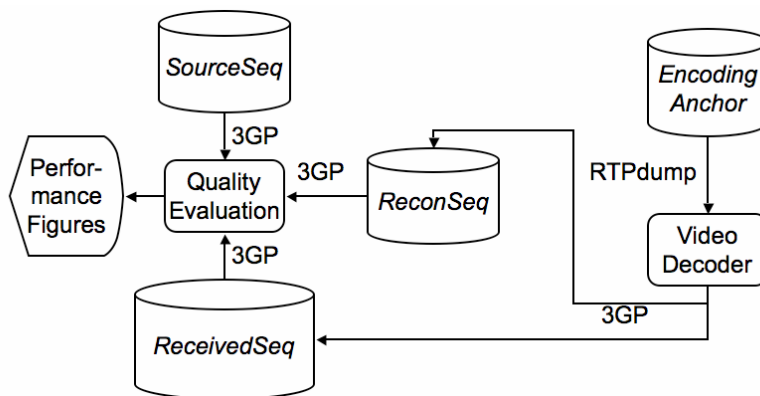 SourceSeq
Encoding
Anchor
3GP
Perfor-
mance
Figures
Quality
Evaluation
3GP
ReconSeq
RTPdump
Video
Decoder
3GP
3GP
ReceivedSeq